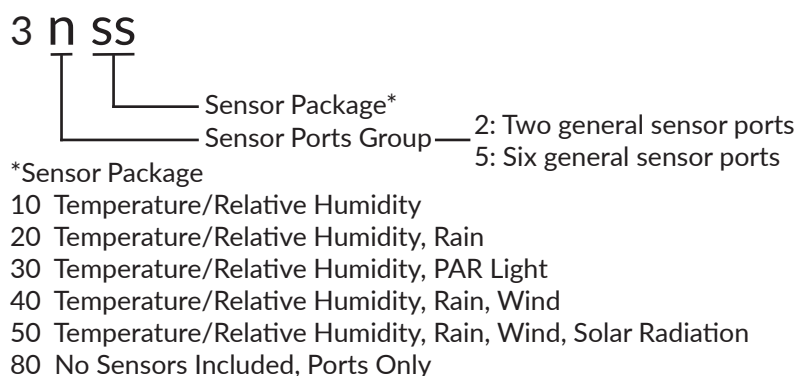 3 n ss
Sensor Package*
Sensor Ports Group
2: Two general sensor ports
5: Six general sensor ports
*Sensor Package
10 Temperature/Relative Humidity
20 Temperature/Relative Humidity, Rain
30 Temperature/Relative Humidity, PAR Light
40 Temperature/Relative Humidity, Rain, Wind
50 Temperature/Relative Humidity, Rain, Wind, Solar Radiation
80 No Sensors Included, Ports Only